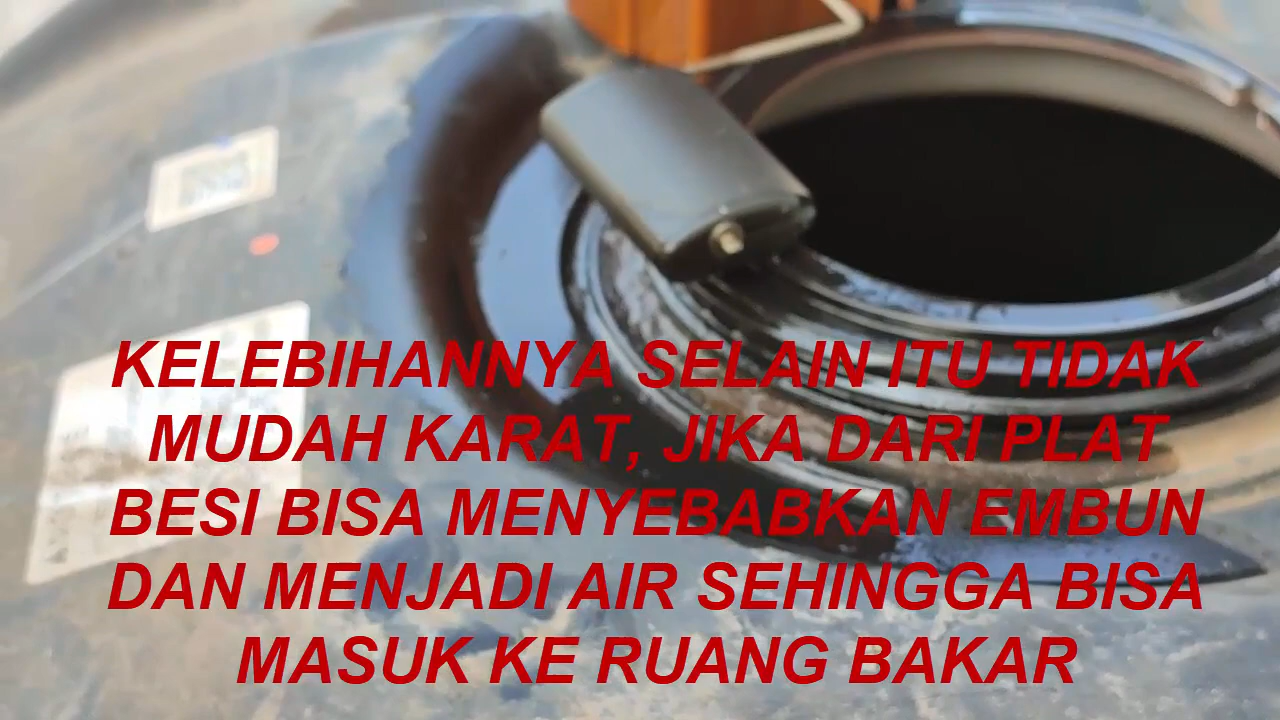 KELEBIHANNYA SELAIN ITU TIDAK
MUDAH KARAT, JIKA DARI PLAT
BESI BISA MENYEBABKAN EMBUN
DAN MENJADI AIR SEHINGGA BISA
MASUK KE RUANG BAKAR